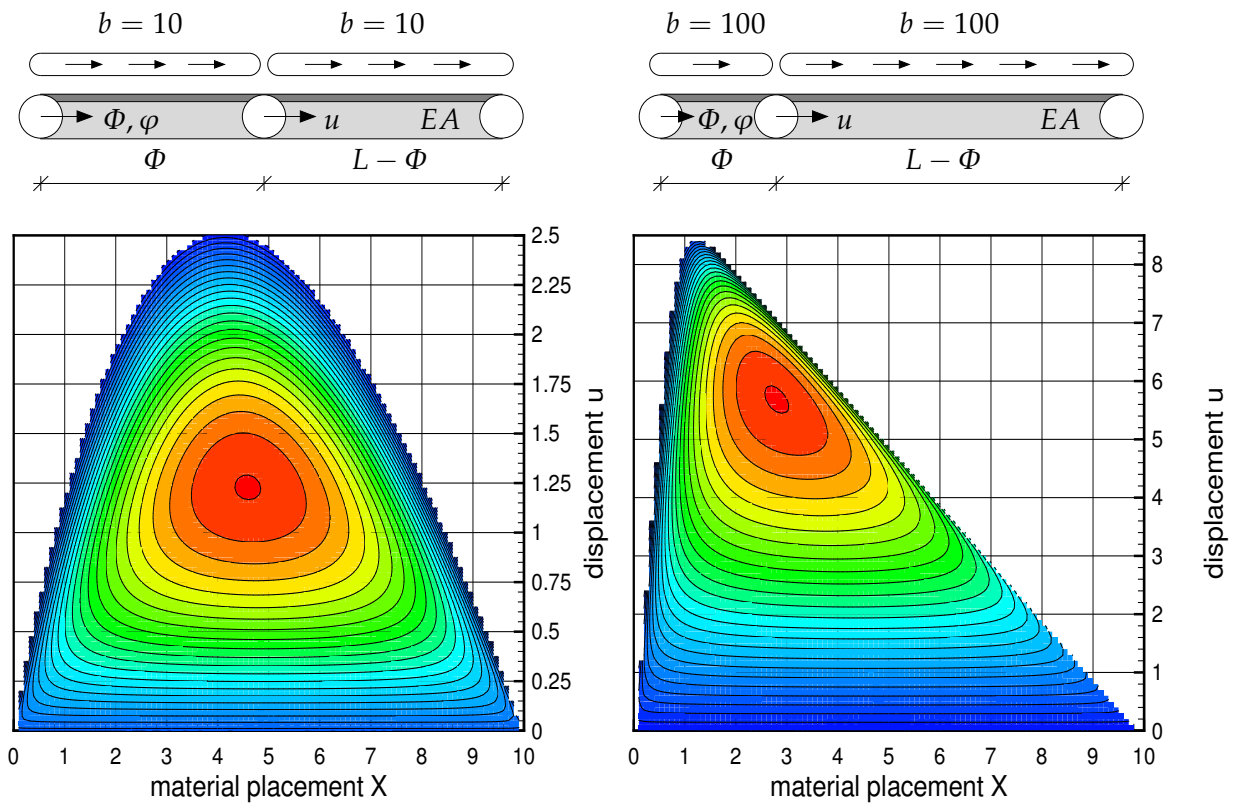 b = 10 b = 10
Φ, φ u EA
Φ L − Φ
2.5
2.25
2
1.75
1.5
1.25
1
0.75
0.5
0.25
0
displacement u
0 1 2 3 4 5 6 7 8 9 10
material placement X
b = 100 b = 100
Φ, φ u EA
Φ L − Φ
8
7
6
5
4
3
2
1
0
displacement u
0 1 2 3 4 5 6 7 8 9 10
material placement X